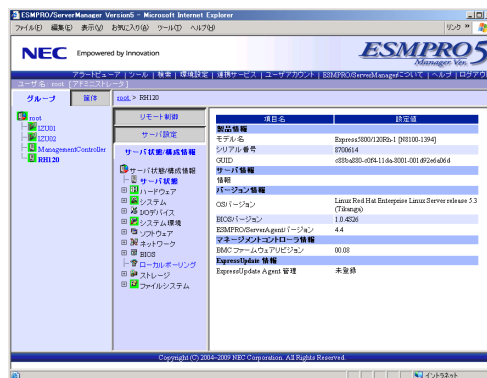 ESMPRO/ServerManager Version5 - Microsoft Internet Explorer
ファイル(F) 編集(E) 表示(V) お気に入り(A) ツール(T) ヘルプ(H)
リンク
NEC Empowered by Innovation
ESMPRO 5
Manager Ver.
アラートビューア | ツール | 検索 | 環境設定 | 連携サービス | ユーザアカウント | ESMPRO/ServerManagerについて | ヘルプ | ログアウ
ユーザ名: root [アドミニストレータ]
グループ 筐体
root > RH120
root
IZU01
IZU02
ManagementController
RH120
リモート制御
サーバ設定
サーバ状態/構成情報
サーバ状態/構成情報
サーバ状態
ハードウェア
システム
I/Oデバイス
システム環境
ソフトウェア
ネットワーク
BIOS
ローカルポーリング
ストレージ
ファイルシステム
項目名 設定値
製品情報
モデル名 Express5800/120Rh-1 [N8100-1394]
シリアル番号 8700614
GUID c83ba880-c0f4-11da-8001-001d92e6a06d
サーバ情報
情報
バージョン情報
OSバージョン Linux Red Hat Enterprise Linux Server release 5.3 (Tikanga)
BIOSバージョン 1.0.4S26
ESMPRO/ServerAgentバージョン 4.4
マネージメントコントローラ情報
BMC ファームウェアリビジョン 00.08
ExpressUpdate 情報
ExpressUpdate Agent 管理 未登録
Copyright (C) 2004-2009 NEC Corporation. All Rights Reserved.
イントラネット